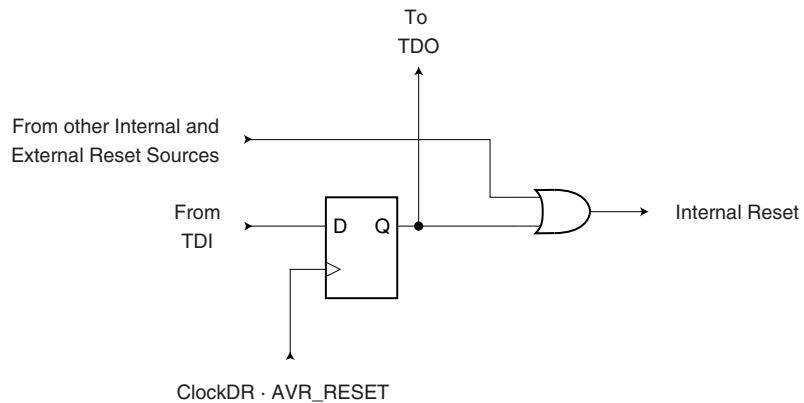 To
TDO
From other Internal and
External Reset Sources
From
TDI
D
Q
Internal Reset
ClockDR · AVR_RESET